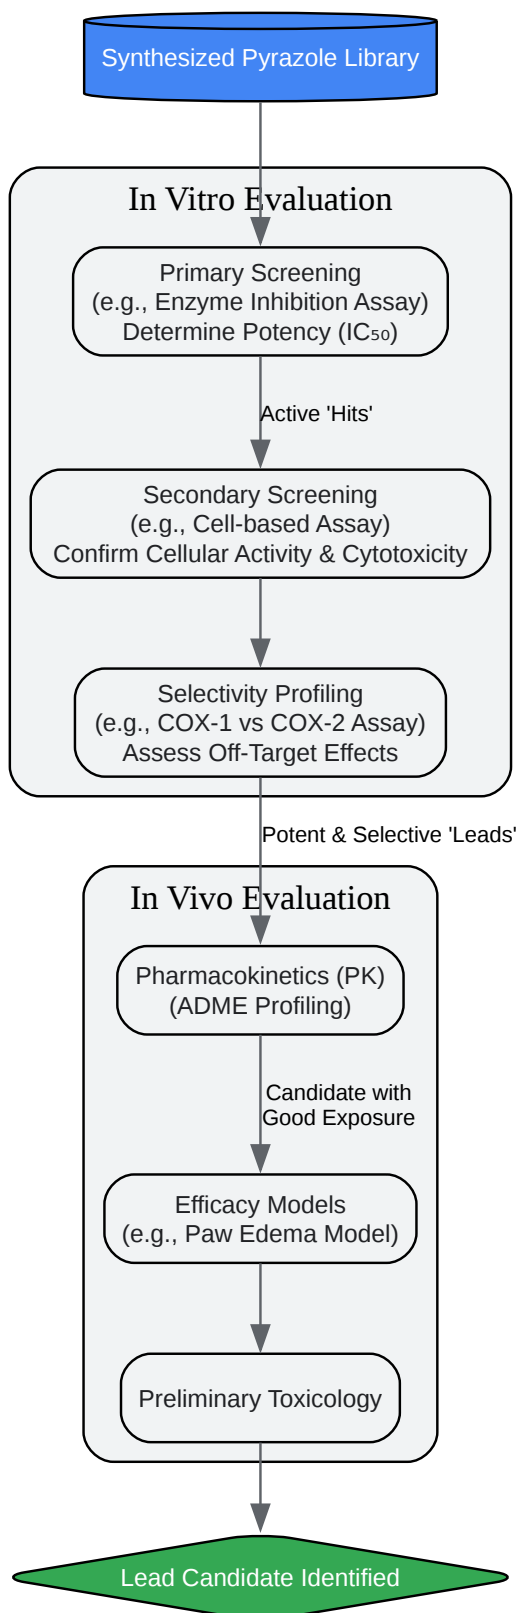 Synthesized Pyrazole Library
In Vitro Evaluation
Primary Screening
(e.g., Enzyme Inhibition Assay)
Determine Potency (IC₅₀)
Active 'Hits'
Secondary Screening
(e.g., Cell-based Assay)
Confirm Cellular Activity & Cytotoxicity
Selectivity Profiling
(e.g., COX-1 vs COX-2 Assay)
Assess Off-Target Effects
Potent & Selective 'Leads'
In Vivo Evaluation
Pharmacokinetics (PK)
(ADME Profiling)
Candidate with
Good Exposure
Efficacy Models
(e.g., Paw Edema Model)
Preliminary Toxicology
Lead Candidate Identified